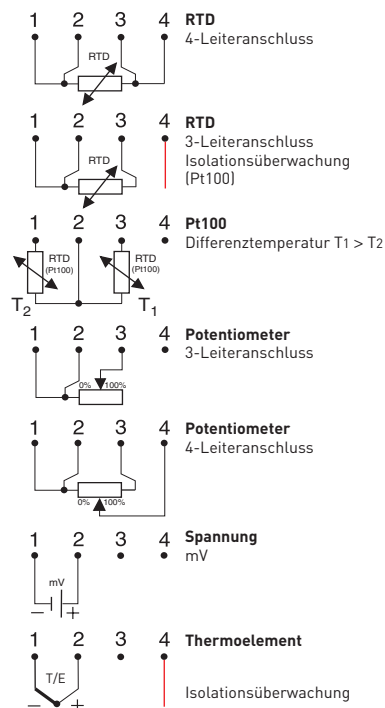 1 2 3 4 RTD
4-Leiteranschluss
RTD
1 2 3 4 RTD
3-Leiteranschluss
Isolationsüberwachung
(Pt100)
RTD
1 2 3 4 Pt100
Differenztemperatur T1 > T2
RTD
(Pt100)
RTD
(Pt100)
T2 T1
1 2 3 4 Potentiometer
3-Leiteranschluss
0% 100%
1 2 3 4 Potentiometer
4-Leiteranschluss
0% 100%
1 2 3 4 Spannung
mV
mV
– +
1 2 3 4 Thermoelement
T/E
Isolationsüberwachung
– +